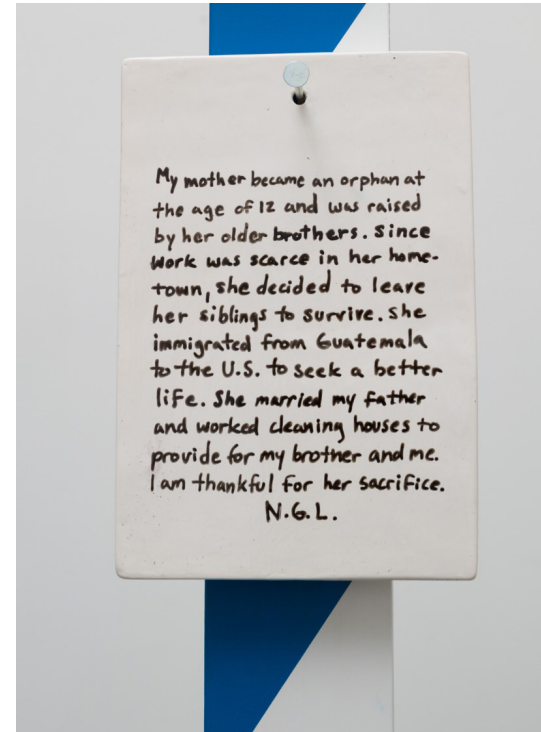 My mother became an orphan at
the age of 12 and was raised
by her older brothers. Since
work was scarce in her home-
town, she decided to leave
her siblings to survive. She
immigrated from Guatemala
to the U.S. to seek a better
life. She married my father
and worked cleaning houses to
provide for my brother and me.
I am thankful for her sacrifice.
N.G.L.